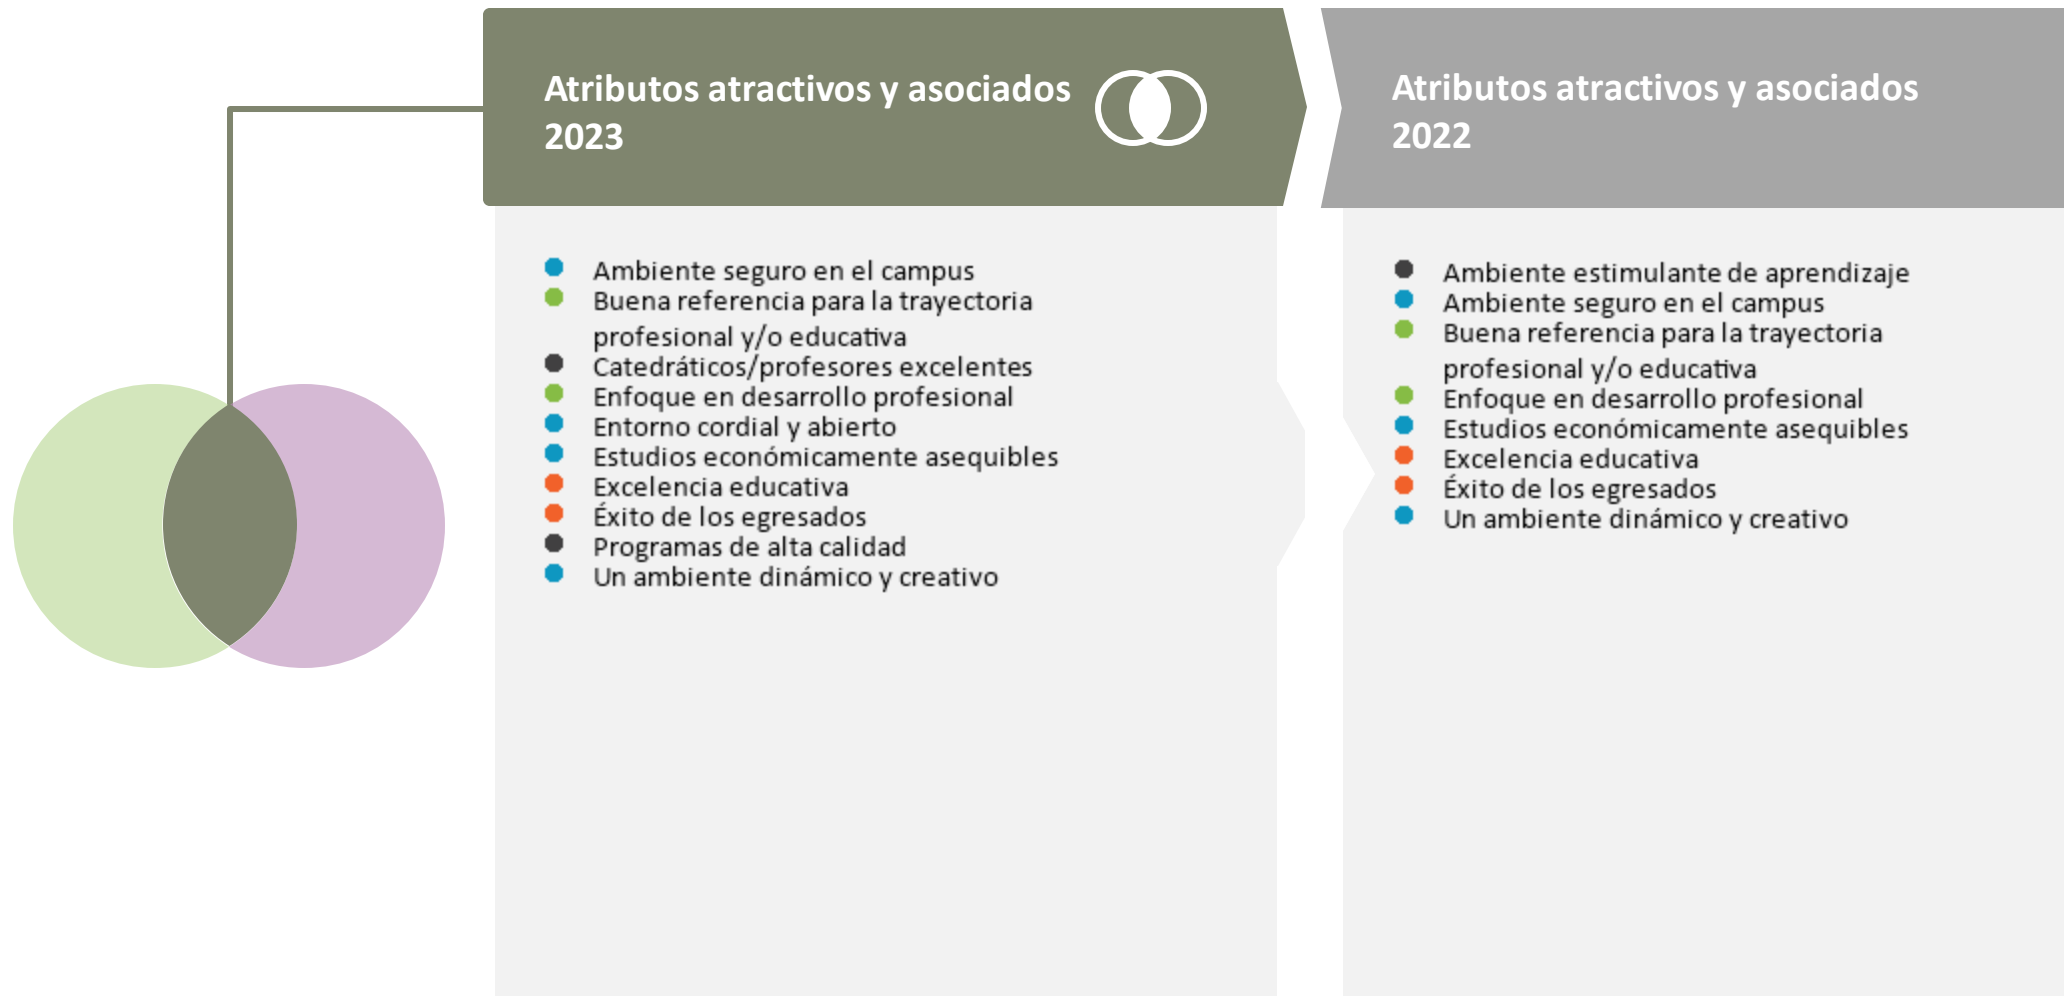 Atributos atractivos y asociados
2023
Ambiente seguro en el campus
Buena referencia para la trayectoria
profesional y/o educativa
Catedráticos/profesores excelentes
Enfoque en desarrollo profesional
Entorno cordial y abierto
Estudios económicamente asequibles
Excelencia educativa
Éxito de los egresados
Programas de alta calidad
Un ambiente dinámico y creativo
Atributos atractivos y asociados
2022
Ambiente estimulante de aprendizaje
Ambiente seguro en el campus
Buena referencia para la trayectoria
profesional y/o educativa
Enfoque en desarrollo profesional
Estudios económicamente asequibles
Excelencia educativa
Éxito de los egresados
Un ambiente dinámico y creativo